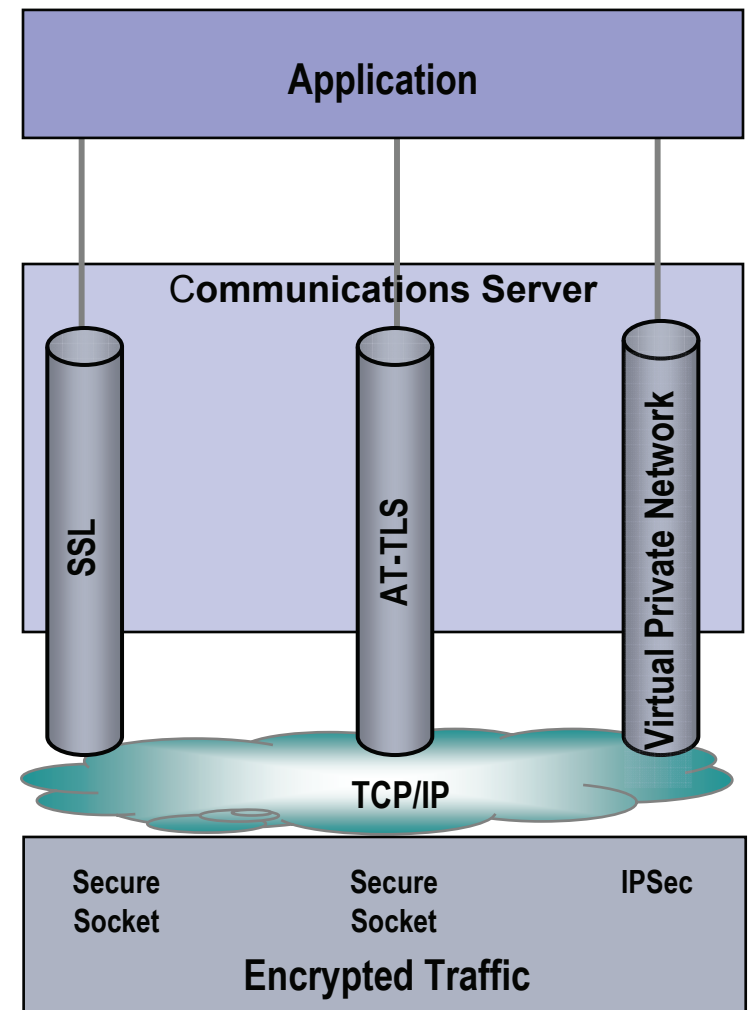 Application
Communications Server
SSL
AT-TLS
Virtual Private Network
TCP/IP
Secure Secure IPSec
Socket Socket
Encrypted Traffic